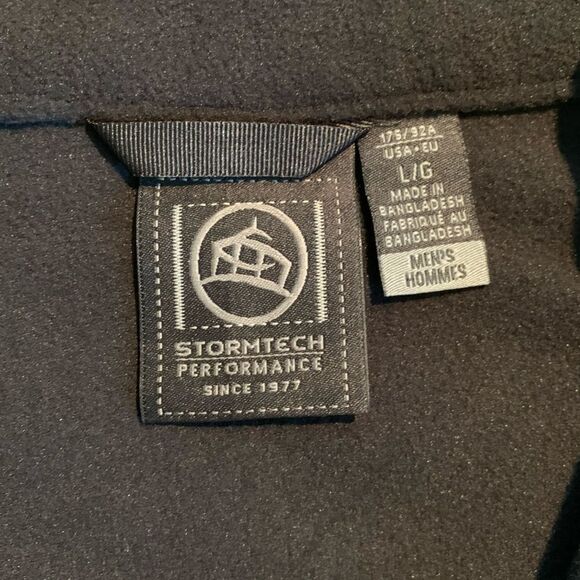 STORMTECH
PERFORMANCE
SINCE 1977
175/92A
USA • EU
L/G
MADE IN
BANGLADESH
FABRIQUÉ AU
BANGLADESH
MEN'S
HOMMES